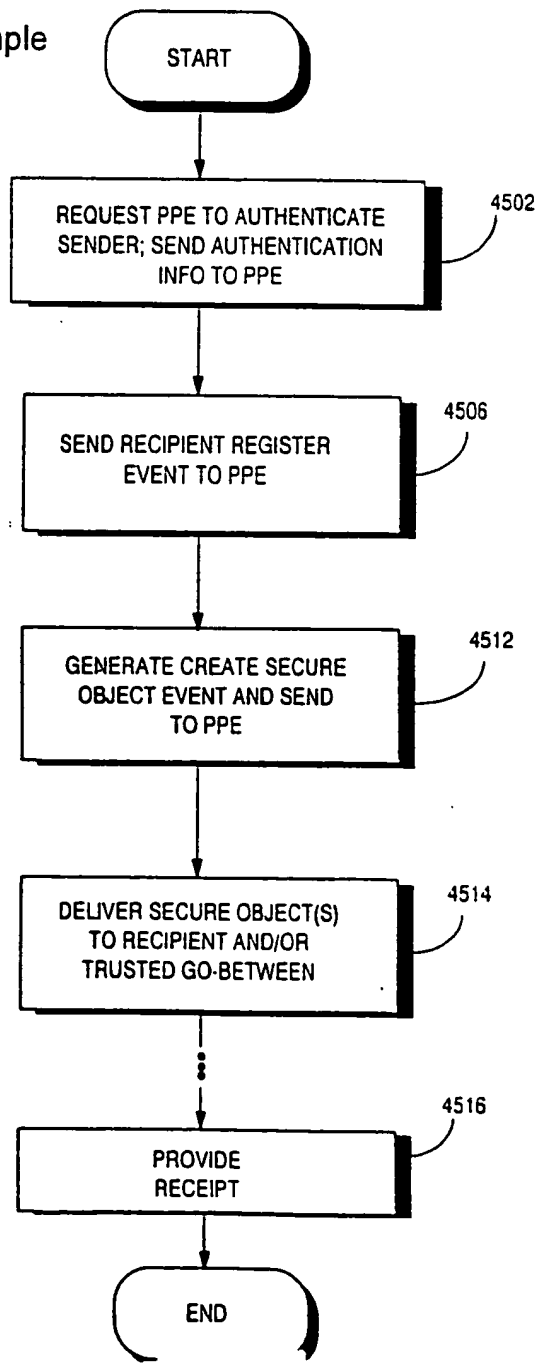 START
REQUEST PPE TO AUTHENTICATE
SENDER; SEND AUTHENTICATION
INFO TO PPE
4502
SEND RECIPIENT REGISTER
EVENT TO PPE
4506
GENERATE CREATE SECURE
OBJECT EVENT AND SEND
TO PPE
4512
DELIVER SECURE OBJECT(S)
TO RECIPIENT AND/OR
TRUSTED GO-BETWEEN
4514
PROVIDE
RECEIPT
4516
END